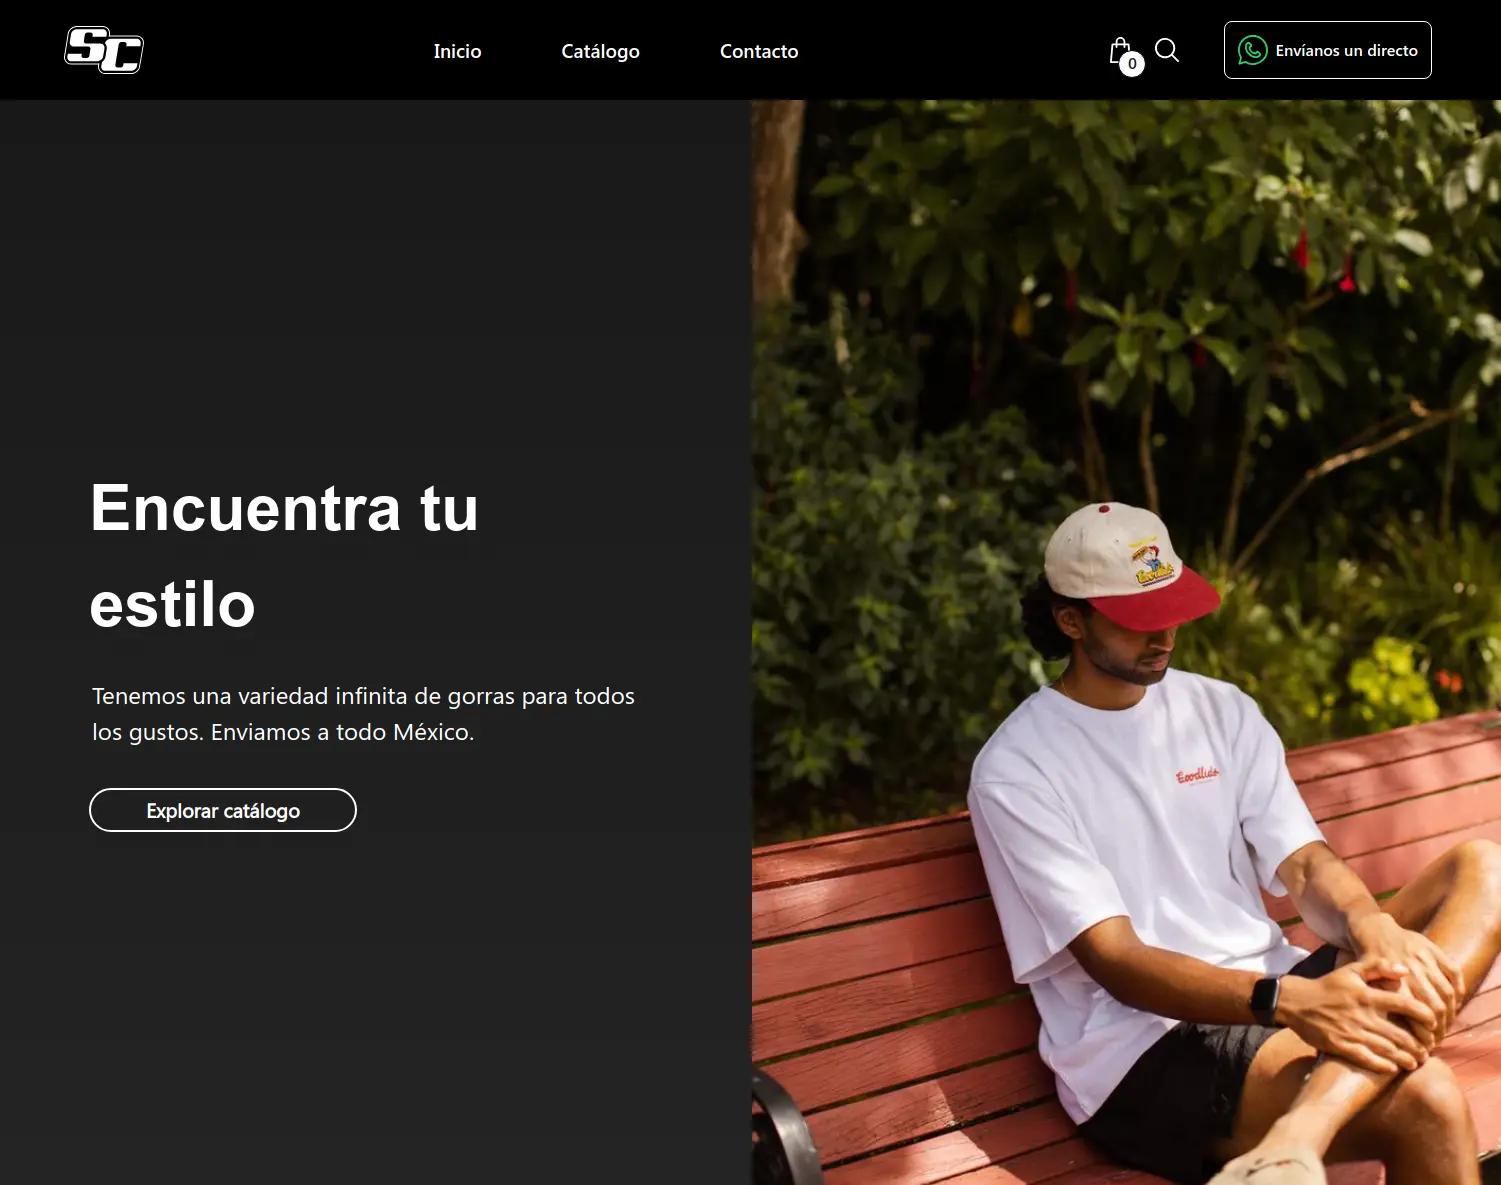 SC
Inicio
Catálogo
Contacto
0
Envíanos un directo
Encuentra tu
estilo
Tenemos una variedad infinita de gorras para todos
los gustos. Enviamos a todo México.
Explorar catálogo
Goodlids